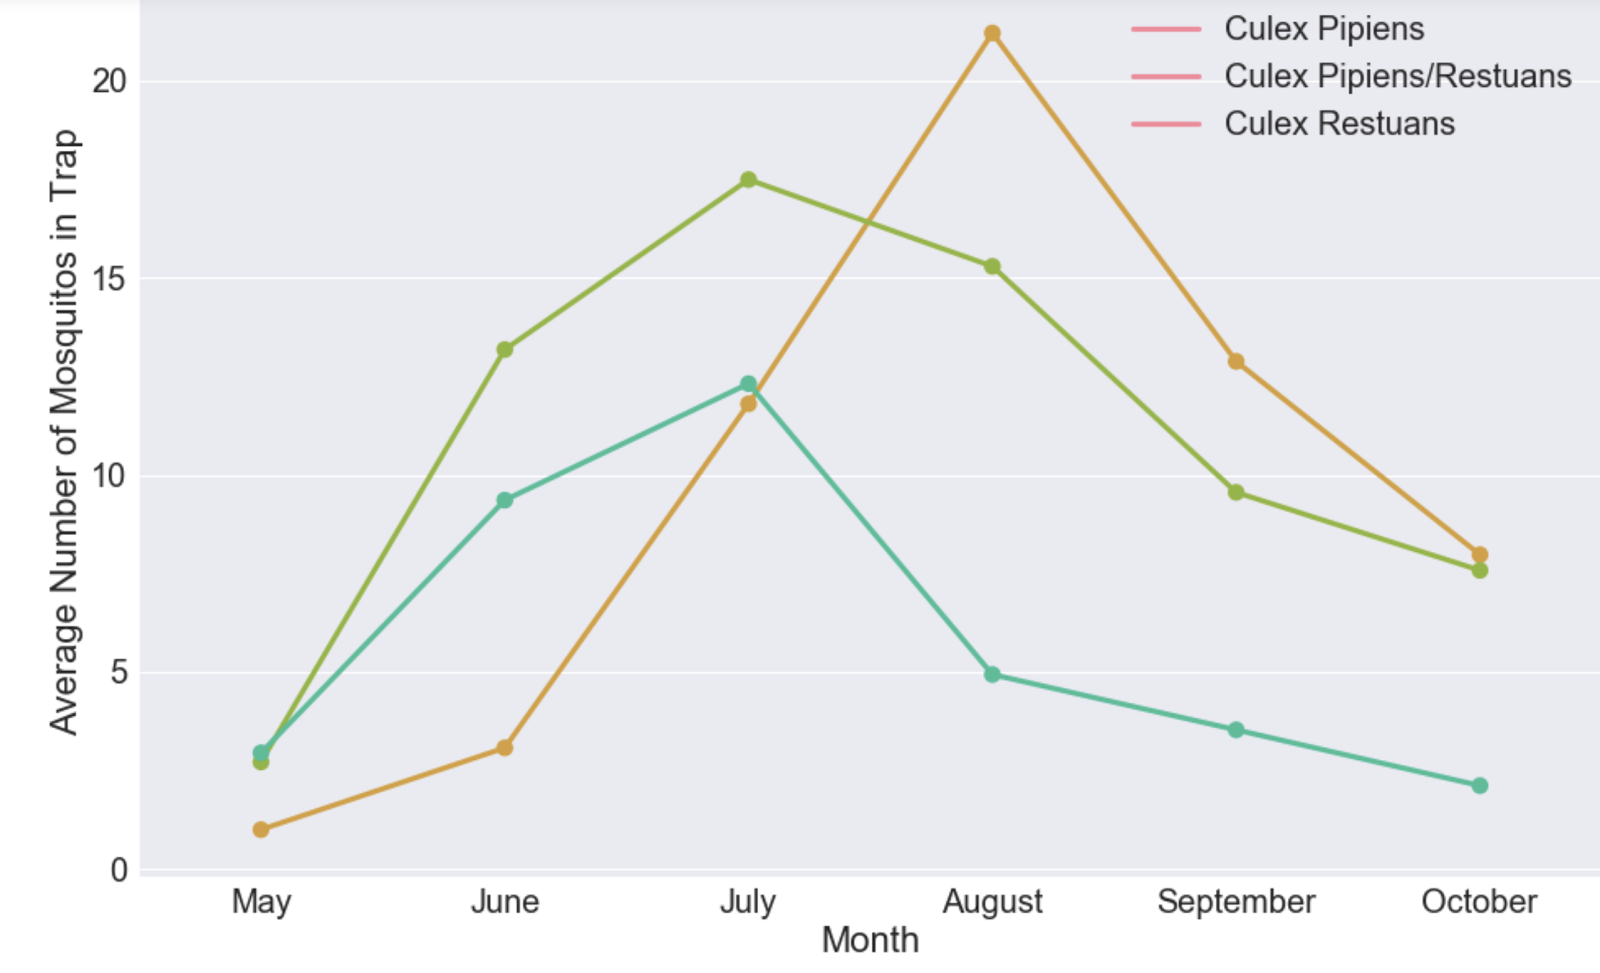 Culex Pipiens
Culex Pipiens/Restuans
Culex Restuans
Average Number of Mosquitos in Trap
20
15
10
5
0
May June July August September October
Month